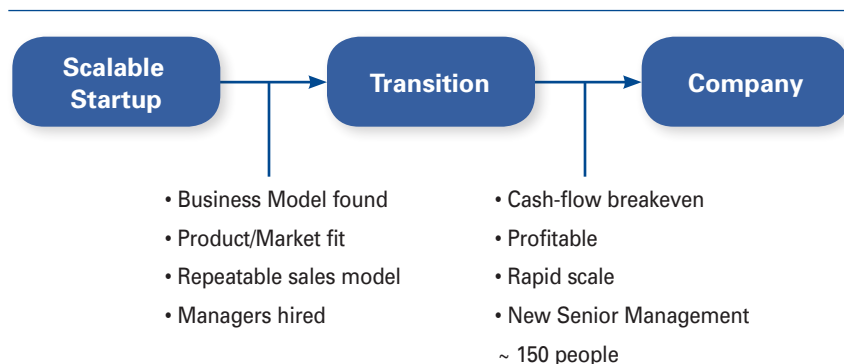 Scalable
Startup
Transition
Company
• Business Model found
• Product/Market fit
• Repeatable sales model
• Managers hired
• Cash-flow breakeven
• Profitable
• Rapid scale
• New Senior Management
~ 150 people